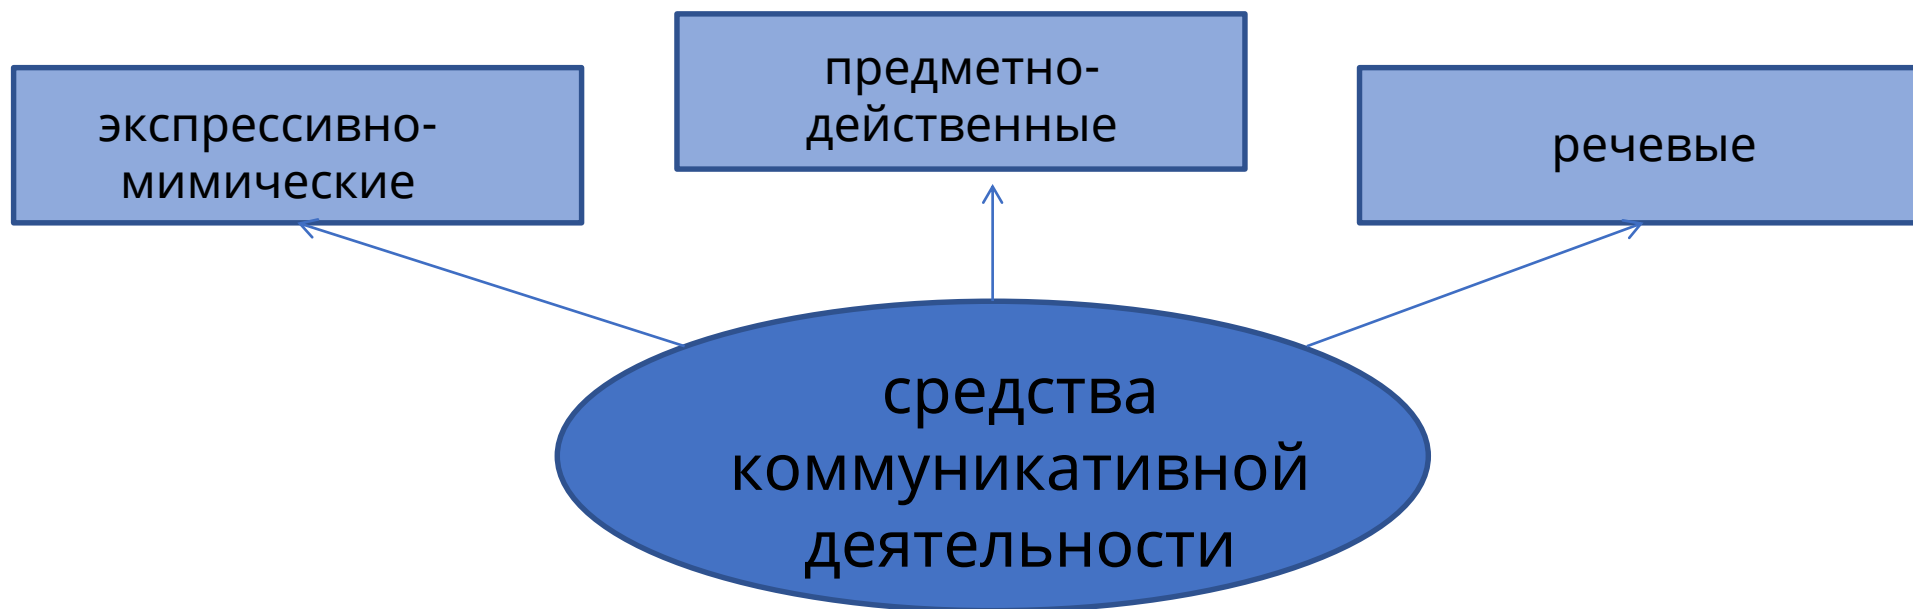 экспрессивно-
мимические
предметно-
действенные
речевые
средства
коммуникативной
деятельности